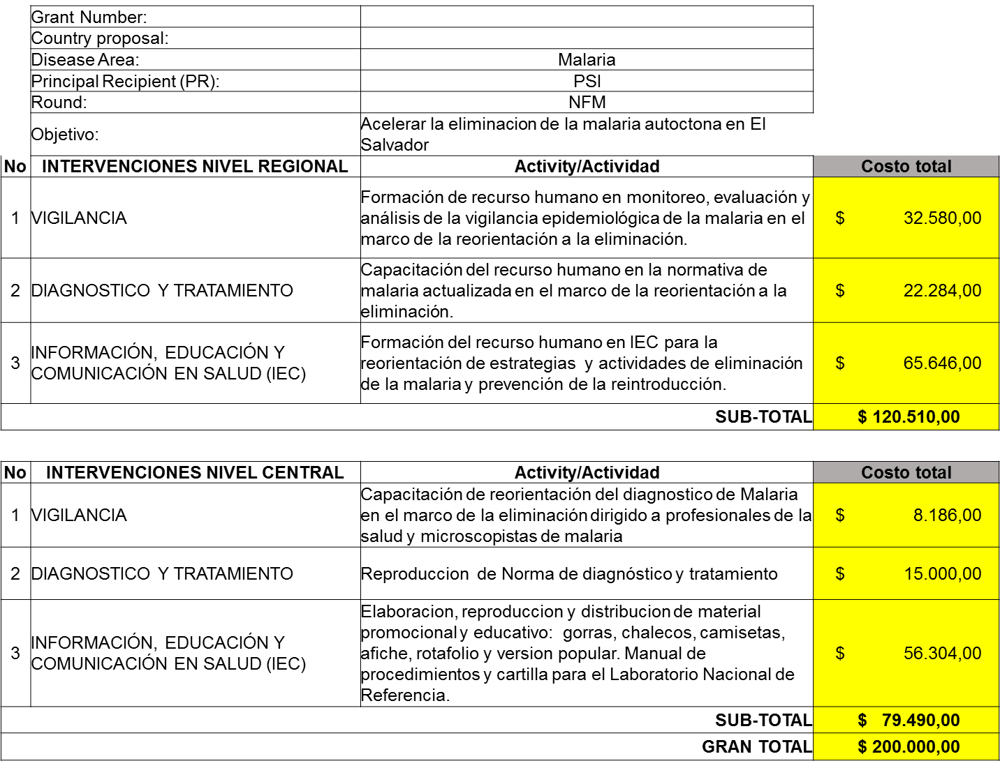 Grant Number:
Country proposal:
Disease Area: Malaria
Principal Recipient (PR): PSI
Round: NFM
Objetivo: Acelerar la eliminacion de la malaria autoctona en El
Salvador
No INTERVENCIONES NIVEL REGIONAL Activity/Actividad Costo total
1 VIGILANCIA
Formación de recurso humano en monitoreo, evaluación y
análisis de la vigilancia epidemiológica de la malaria en el
marco de la reorientación a la eliminación.
$ 32.580,00
2 DIAGNOSTICO Y TRATAMIENTO
Capacitación del recurso humano en la normativa de
malaria actualizada en el marco de la reorientación a la
eliminación.
$ 22.284,00
3 INFORMACIÓN, EDUCACIÓN Y
COMUNICACIÓN EN SALUD (IEC)
Formación del recurso humano en IEC para la
reorientación de estrategias y actividades de eliminación
de la malaria y prevención de la reintroducción.
$ 65.646,00
SUB-TOTAL $ 120.510,00
No INTERVENCIONES NIVEL CENTRAL Activity/Actividad Costo total
1 VIGILANCIA
Capacitación de reorientación del diagnostico de Malaria
en el marco de la eliminación dirigido a profesionales de la
salud y microscopistas de malaria
$ 8.186,00
2 DIAGNOSTICO Y TRATAMIENTO
Reproduccion de Norma de diagnóstico y tratamiento
$ 15.000,00
3 INFORMACIÓN, EDUCACIÓN Y
COMUNICACIÓN EN SALUD (IEC)
Elaboracion, reproduccion y distribucion de material
promocional y educativo: gorras, chalecos, camisetas,
afiche, rotafolio y version popular. Manual de
procedimientos y cartilla para el Laboratorio Nacional de
Referencia.
$ 56.304,00
SUB-TOTAL $ 79.490,00
GRAN TOTAL $ 200.000,00